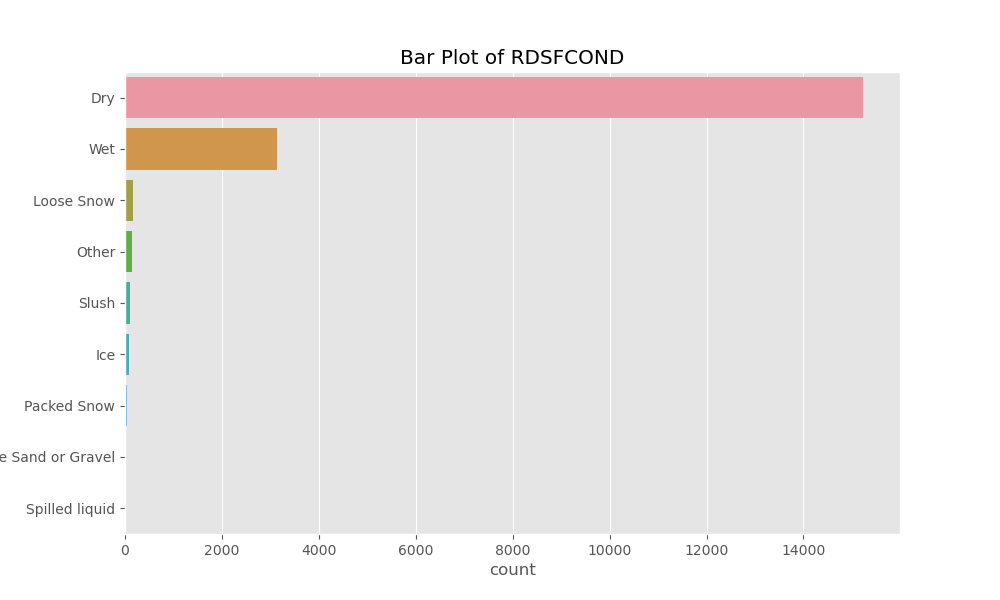 Bar Plot of RDSFCOND
Dry
Wet
Loose Snow
Other
Slush
Ice
Packed Snow
e Sand or Gravel
Spilled liquid
0 2000 4000 6000 8000 10000 12000 14000
count